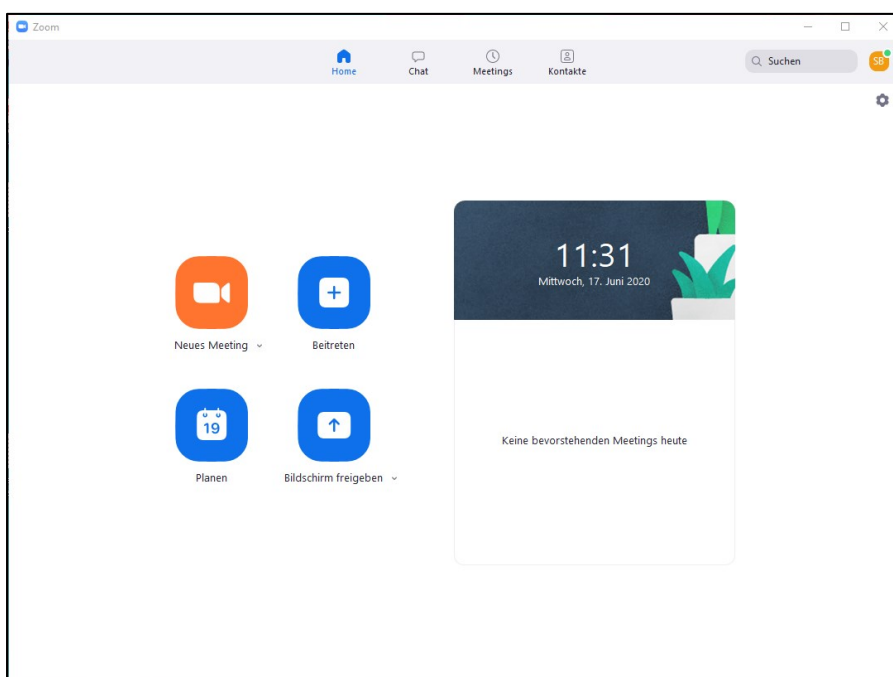 Zoom
Home
Chat
Meetings
Kontakte
Suchen
SB
11:31
Mittwoch, 17. Juni 2020
Neues Meeting
Beitreten
19
Planen
Bildschirm freigeben
Keine bevorstehenden Meetings heute